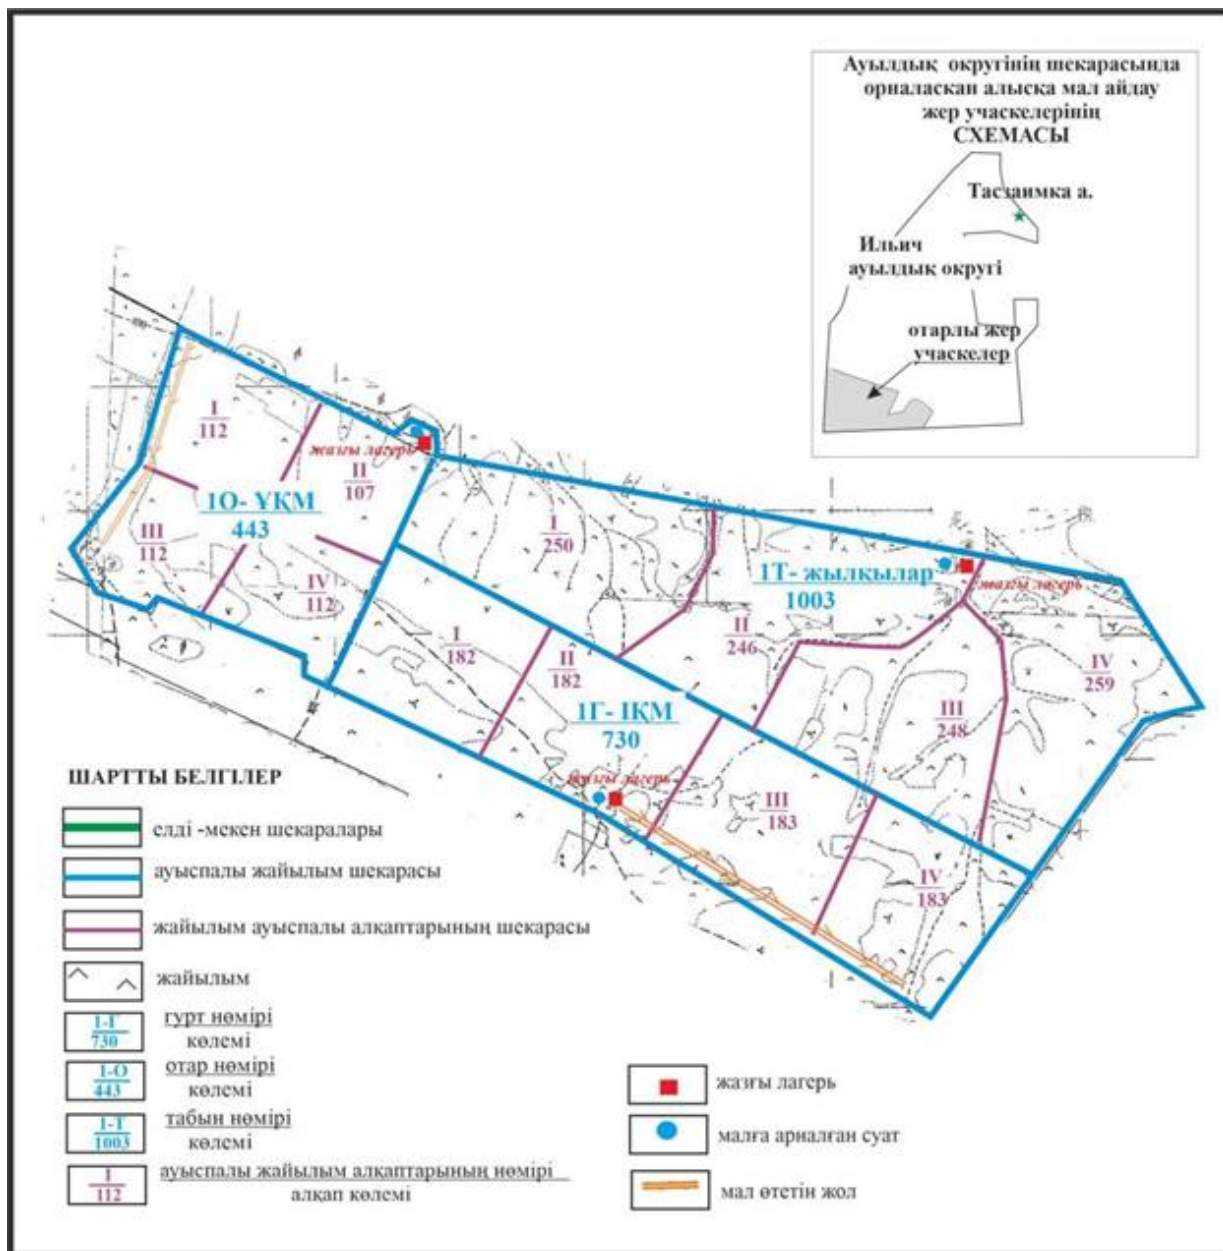 Ауылдық округінің шекарасында
орналаскан алысқа мал айдау
жер учаскелерінің
СХЕМАСЫ
Тасзаимка а.
Ильич
ауылдық округі
отарлы жер
учаскелер
I
112
жазғы лагерь
II
107
1О- ҰҚМ
443
III
112
IV
112
I
250
1Т- жылқылар
1003
жазғы лагерь
II
246
I
182
II
182
IV
259
III
248
1Г- ІҚМ
730
жазғы лагерь
III
183
IV
183
ШАРТТЫ БЕЛГІЛЕР
елді -мекен шекаралары
ауыспалы жайылым шекарасы
жайылым ауыспалы алқаптарының шекарасы
жайылым
1-Г
730
гурт нөмірі
көлемі
1-О
443
отар нөмірі
көлемі
1-Т
1003
табын нөмірі
көлемі
I
112
ауыспалы жайылым алқаптарының нөмірі
алқап көлемі
жазғы лагерь
малға арналған суат
мал өтетін жол